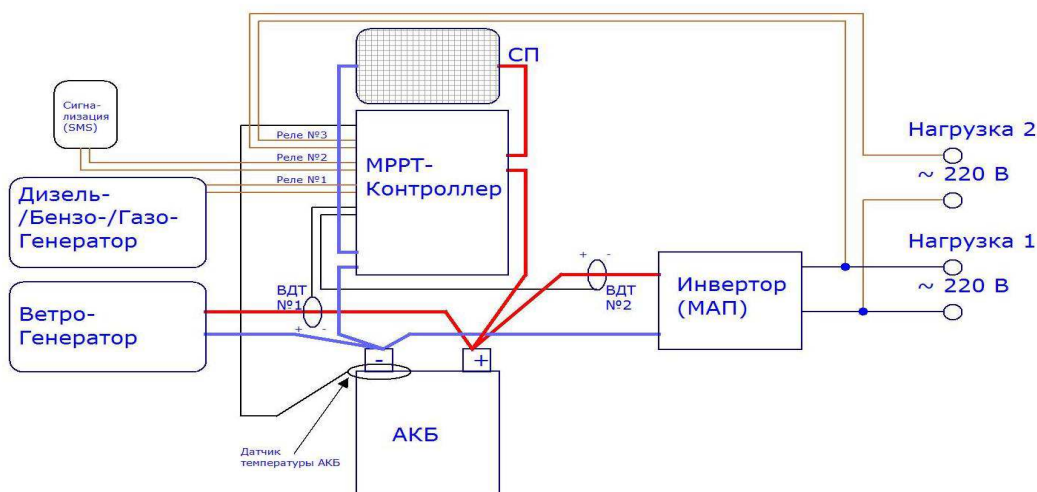 СП
Сигна-
лизация
(SMS)
Реле №3
Реле №2
Реле №1
МРРТ-
Контроллер
Нагрузка 2
~ 220 В
Дизель-
/Бензо-/Газо-
Генератор
Нагрузка 1
~ 220 В
Ветро-
Генератор
ВДТ
№1
+ -
+ -
ВДТ
№2
Инвертор
(МАП)
- +
АКБ
Датчик
температуры АКБ